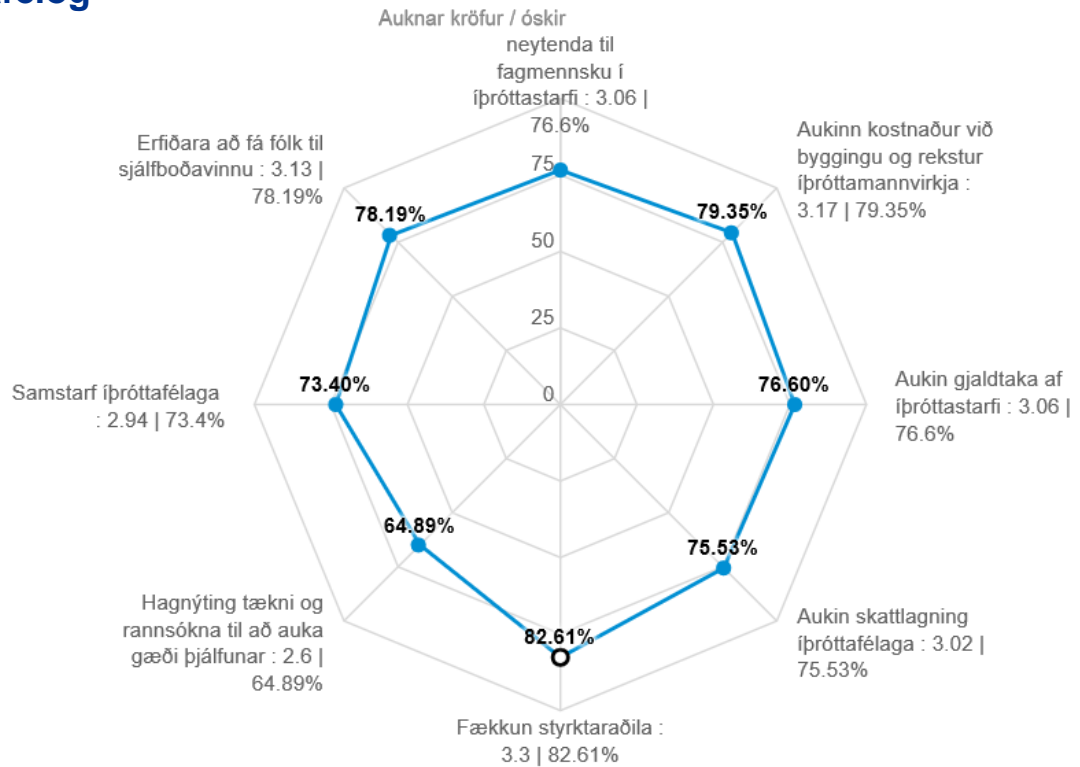 Auknar kröfur / óskir
neytenda til
fagmennsku í
íþróttastarfi : 3.06 |
76.6%
Aukinn kostnaður við
byggingu og rekstur
íþróttamannvirkja :
3.17 | 79.35%
Erfiðara að fá fólk til
sjálfboðavinnu : 3.13 |
78.19%
75
78.19%
79.35%
50
25
Samstarf íþróttafélaga
: 2.94 | 73.4%
73.40%
0
76.60%
Aukin gjaldtaka af
íþróttastarfi : 3.06 |
76.6%
64.89%
75.53%
Hagnýting tækni og
rannsókna til að auka
gæði þjálfunar : 2.6 |
64.89%
82.61%
Aukin skattlagning
íþróttafélaga : 3.02 |
75.53%
Fækkun styrktaraðila :
3.3 | 82.61%